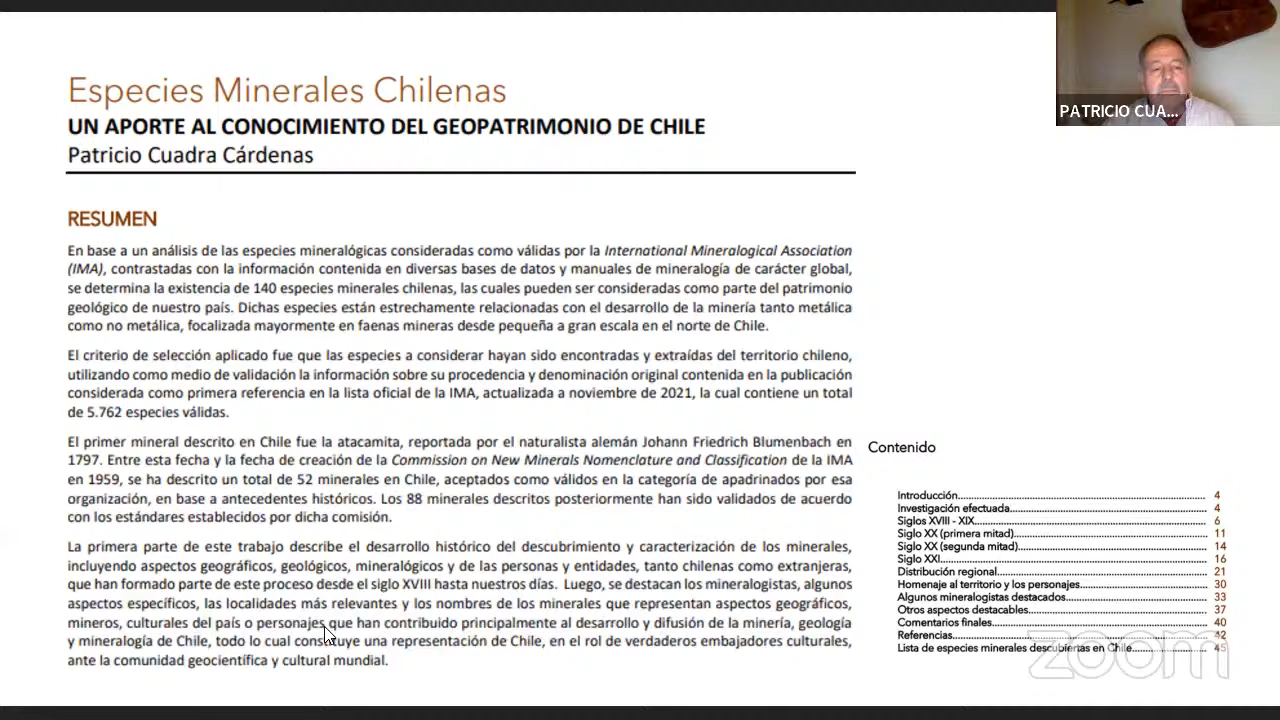 Especies Minerales Chilenas
UN APORTE AL CONOCIMIENTO DEL GEOPATRIMONIO DE CHILE
Patricio Cuadra Cárdenas
RESUMEN
En base a un análisis de las especies mineralógicas consideradas como válidas por la International Mineralogical Association
(IMA), contrastadas con la información contenida en diversas bases de datos y manuales de mineralogía de carácter global,
se determina la existencia de 140 especies minerales chilenas, las cuales pueden ser consideradas como parte del patrimonio
geológico de nuestro país. Dichas especies están estrechamente relacionadas con el desarrollo de la minería tanto metálica
como no metálica, focalizada mayormente en faenas mineras desde pequeña a gran escala en el norte de Chile.
El criterio de selección aplicado fue que las especies a considerar hayan sido encontradas y extraídas del territorio chileno,
utilizando como medio de validación la información sobre su procedencia y denominación original contenida en la publicación
considerada como primera referencia en la lista oficial de la IMA, actualizada a noviembre de 2021, la cual contiene un total
de 5.762 especies válidas.
El primer mineral descrito en Chile fue la atacamita, reportada por el naturalista alemán Johann Friedrich Blumenbach en
1797. Entre esta fecha y la fecha de creación de la Commission on New Minerals Nomenclature and Classification de la IMA
en 1959, se ha descrito un total de 52 minerales en Chile, aceptados como válidos en la categoría de apadrinados por esa
organización, en base a antecedentes históricos. Los 88 minerales descritos posteriormente han sido validados de acuerdo
con los estándares establecidos por dicha comisión.
La primera parte de este trabajo describe el desarrollo histórico del descubrimiento y caracterización de los minerales,
incluyendo aspectos geográficos, geológicos, mineralógicos y de las personas y entidades, tanto chilenas como extranjeras,
que han formado parte de este proceso desde el siglo XVIII hasta nuestros días. Luego, se destacan los mineralogistas, algunos
aspectos específicos, las localidades más relevantes y los nombres de los minerales que representan aspectos geográficos,
mineros, culturales del país o personajes que han contribuido principalmente al desarrollo y difusión de la minería, geología
y mineralogía de Chile, todo lo cual constituye una representación de Chile, en el rol de verdaderos embajadores culturales,
ante la comunidad geocientífica y cultural mundial.
Contenido
Introducción 4
Investigación efectuada 4
Siglos XVIII - XIX 6
Siglo XX (primera mitad) 11
Siglo XX (segunda mitad) 14
Siglo XXI 16
Distribución regional 21
Homenaje al territorio y los personajes 30
Algunos mineralogistas destacados 33
Otros aspectos destacables 37
Comentarios finales 40
Referencias 42
Lista de especies minerales descubiertas en Chile 45
PATRICIO CUA...
zoom